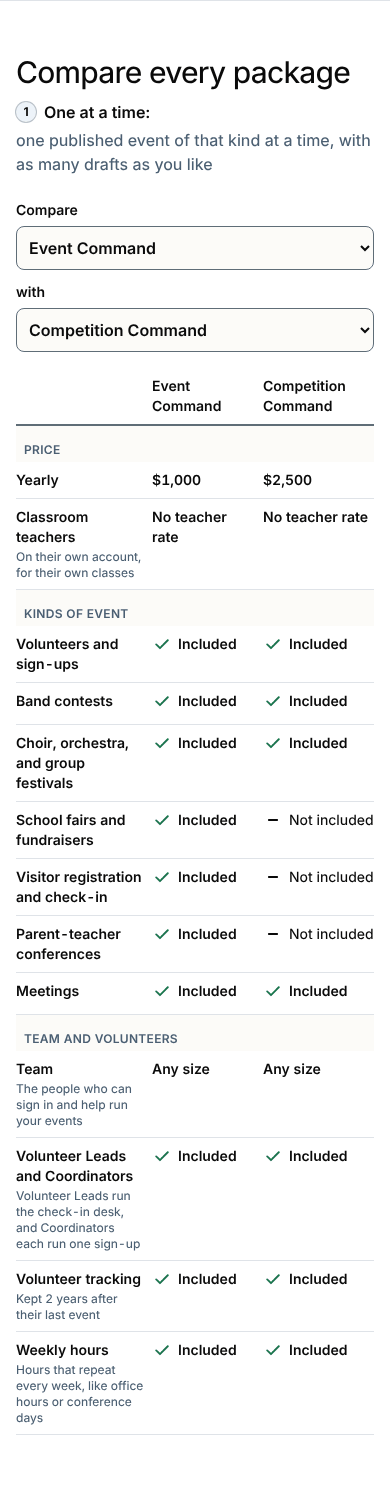 Compare every package
1 One at a time:
one published event of that kind at a time, with
as many drafts as you like
Compare
Event Command
with
Competition Command
Event Command
Competition Command
PRICE
Yearly $1,000 $2,500
Classroom teachers No teacher rate No teacher rate
On their own account,
for their own classes
KINDS OF EVENT
Volunteers and sign-ups Included Included
Band contests Included Included
Choir, orchestra, and group festivals Included Included
School fairs and fundraisers Included Not included
Visitor registration and check-in Included Not included
Parent-teacher conferences Included Not included
Meetings Included Included
TEAM AND VOLUNTEERS
Team Any size Any size
The people who can
sign in and help run
your events
Volunteer Leads and Coordinators Included Included
Volunteer Leads run
the check-in desk,
and Coordinators
each run one sign-up
Volunteer tracking Included Included
Kept 2 years after
their last event
Weekly hours Included Included
Hours that repeat
every week, like office
hours or conference
days